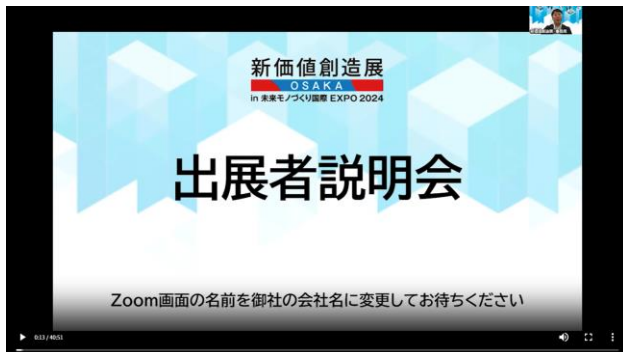 新価値創造展
OSAKA
in 未来モノづくり国際 EXPO 2024
出展者説明会
Zoom画面の名前を御社の会社名に変更してお待ちください
0:13 / 40:51